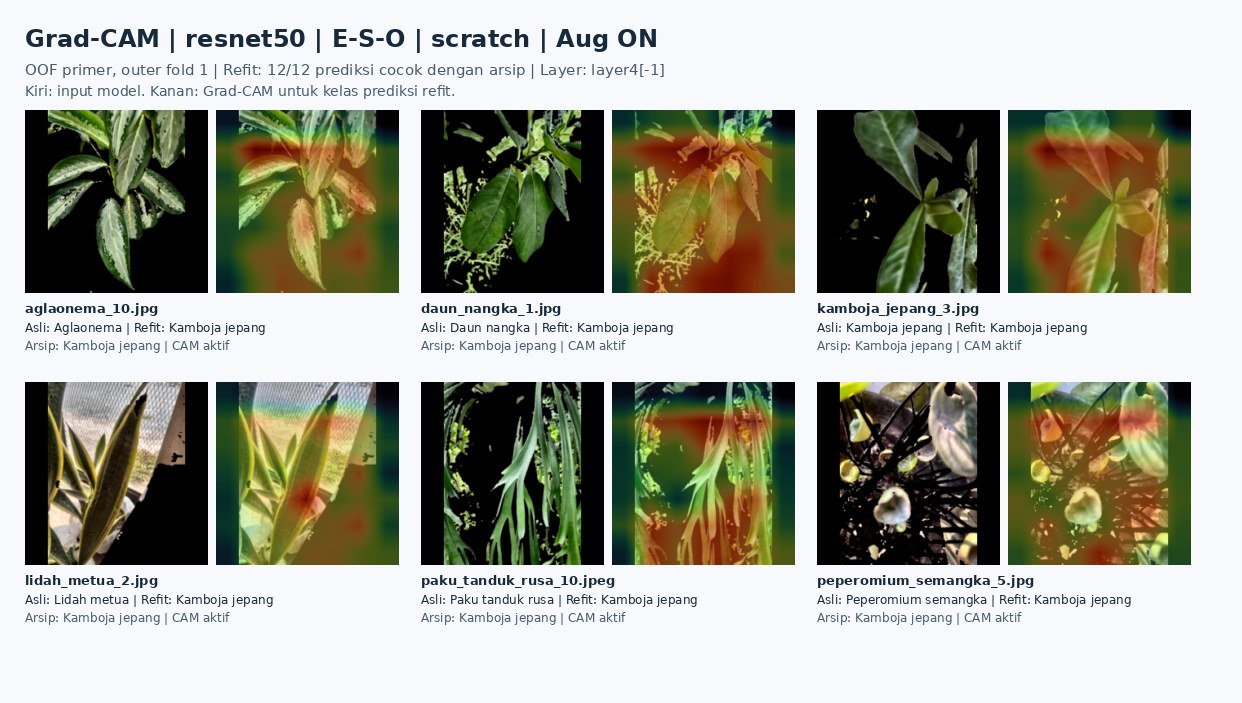 Grad-CAM | resnet50 | E-S-O | scratch | Aug ON
OOF primer, outer fold 1 | Refit: 12/12 prediksi cocok dengan arsip | Layer: layer4[-1]
Kiri: input model. Kanan: Grad-CAM untuk kelas prediksi refit.
aglaonema_10.jpg
Asli: Aglaonema | Refit: Kamboja jepang
Arsip: Kamboja jepang | CAM aktif
daun_nangka_1.jpg
Asli: Daun nangka | Refit: Kamboja jepang
Arsip: Kamboja jepang | CAM aktif
kamboja_jepang_3.jpg
Asli: Kamboja jepang | Refit: Kamboja jepang
Arsip: Kamboja jepang | CAM aktif
lidah_metua_2.jpg
Asli: Lidah metua | Refit: Kamboja jepang
Arsip: Kamboja jepang | CAM aktif
paku_tanduk_rusa_10.jpeg
Asli: Paku tanduk rusa | Refit: Kamboja jepang
Arsip: Kamboja jepang | CAM aktif
peperomium_semangka_5.jpg
Asli: Peperomium semangka | Refit: Kamboja jepang
Arsip: Kamboja jepang | CAM aktif